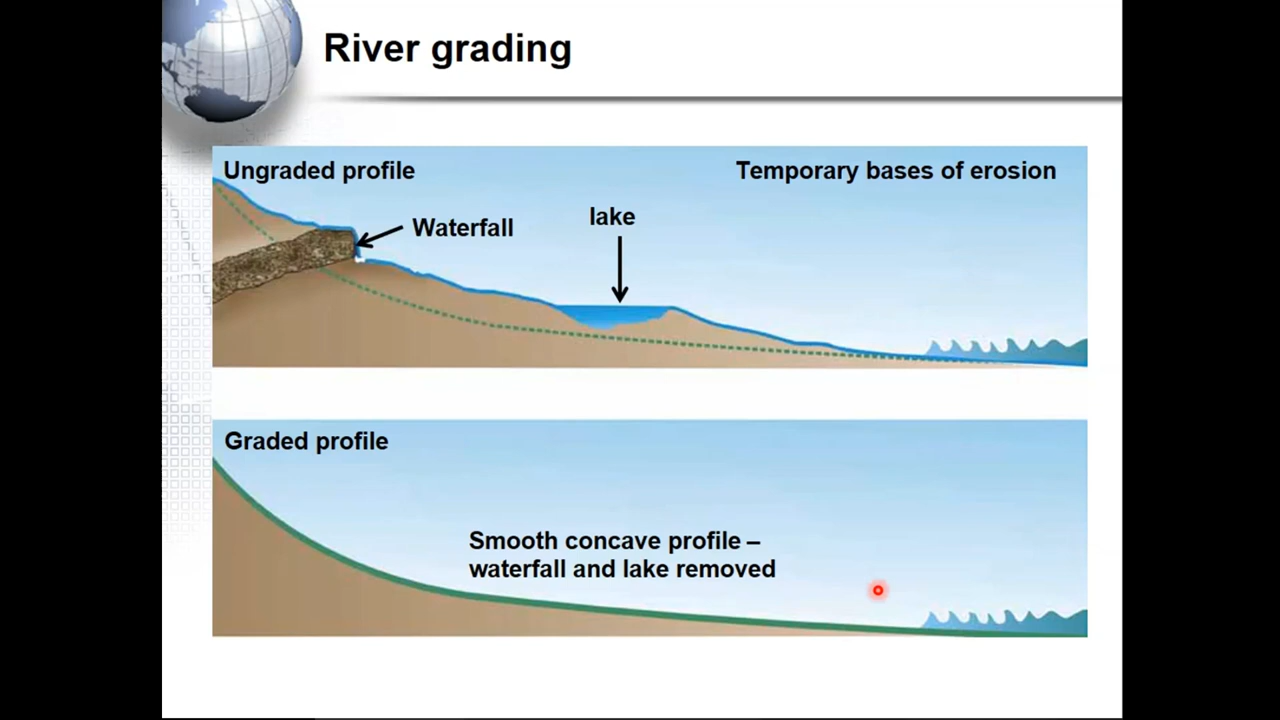 River grading
Ungraded profile
Temporary bases of erosion
Waterfall
lake
Graded profile
Smooth concave profile –
waterfall and lake removed